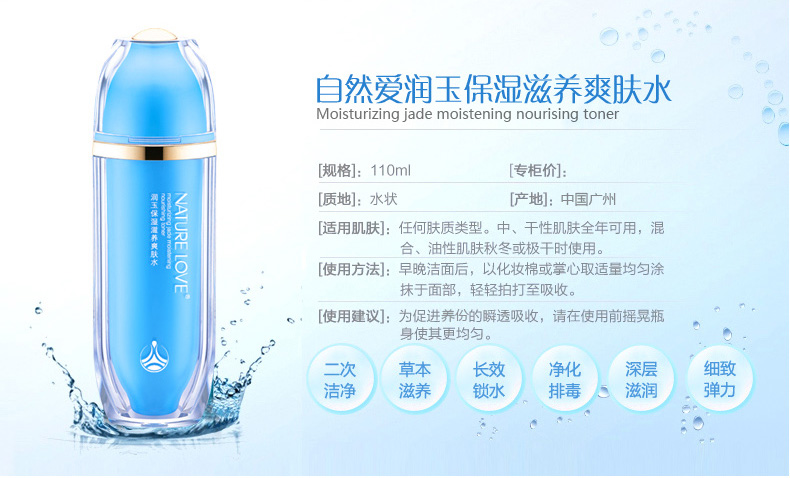 自然爱润玉保湿滋养爽肤水
Moisturizing jade moistening nourising toner
[规格]：110ml [专柜价]：
[质地]：水状 [产地]：中国广州
[适用肌肤]：任何肤质类型。中、干性肌肤全年可用，混
合、油性肌肤秋冬或极干时使用。
[使用方法]：早晚洁面后，以化妆棉或掌心取适量均匀涂
抹于面部，轻轻拍打至吸收。
[使用建议]：为促进养份的瞬透吸收，请在使用前摇晃瓶
身使其更均匀。
二次
洁净
草本
滋养
长效
锁水
净化
排毒
深层
滋润
细致
弹力
NATURE LOVE
moisturizing jade moistening
nourishing toner
润玉保湿滋养爽肤水